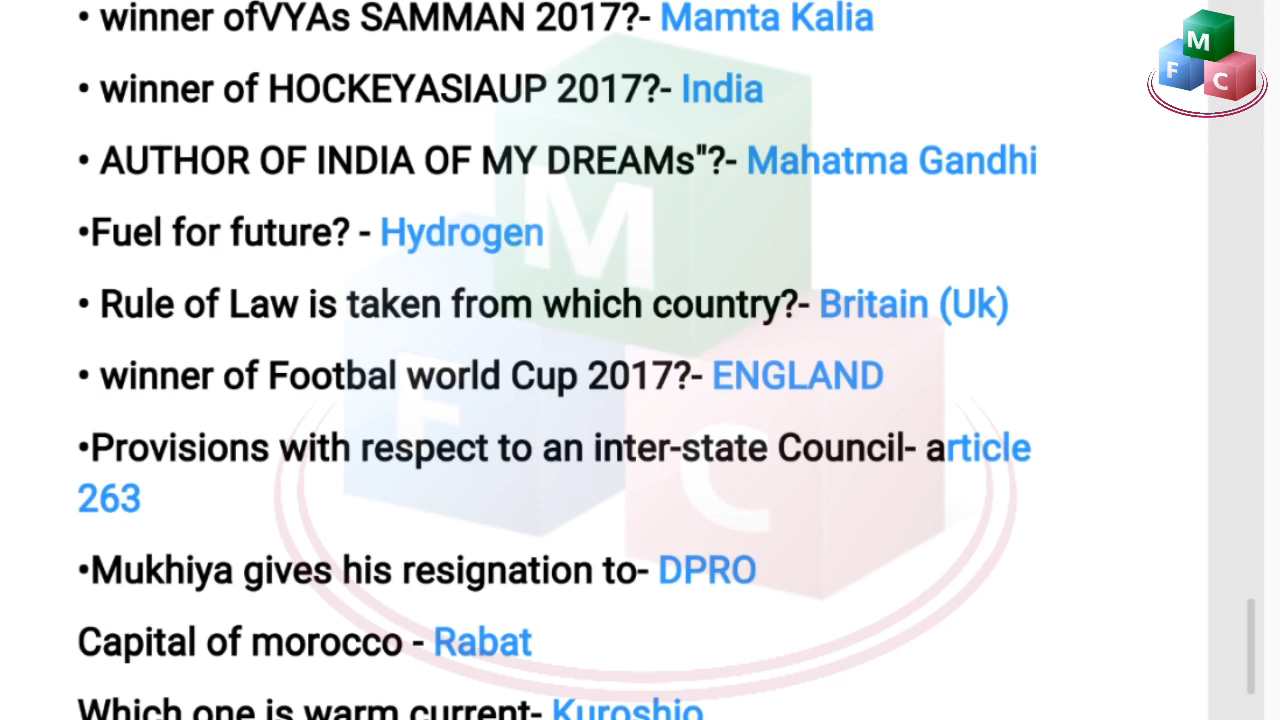 • winner ofVYAs SAMMAN 2017?- Mamta Kalia
M
F
C
• winner of HOCKEYASIAUP 2017?- India
• AUTHOR OF INDIA OF MY DREAMs"?- Mahatma Gandhi
•Fuel for future? - Hydrogen
• Rule of Law is taken from which country?- Britain (Uk)
• winner of Footbal world Cup 2017?- ENGLAND
•Provisions with respect to an inter-state Council- article
263
•Mukhiya gives his resignation to- DPRO
Capital of morocco - Rabat
Which one is warm current- Kuroshio
M
F
C